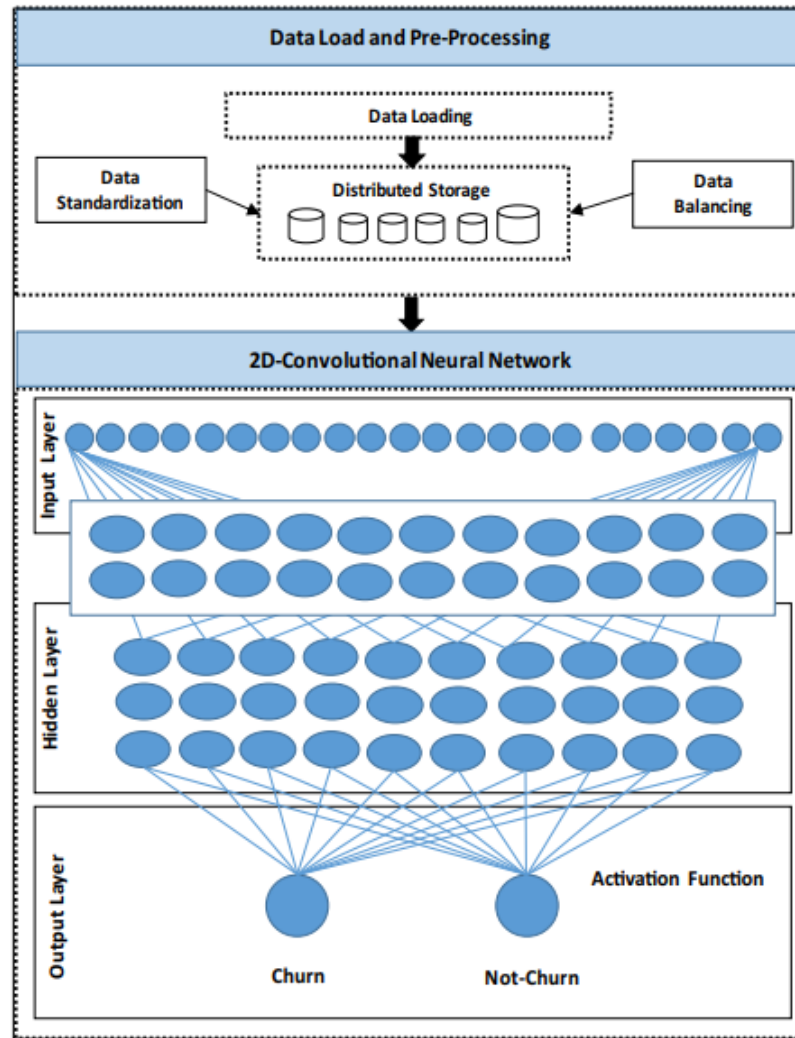 Data Load and Pre-Processing
Data Loading
Data
Standardization
Distributed Storage
Data
Balancing
2D-Convolutional Neural Network
Input Layer
Hidden Layer
Output Layer
Activation Function
Churn
Not-Churn